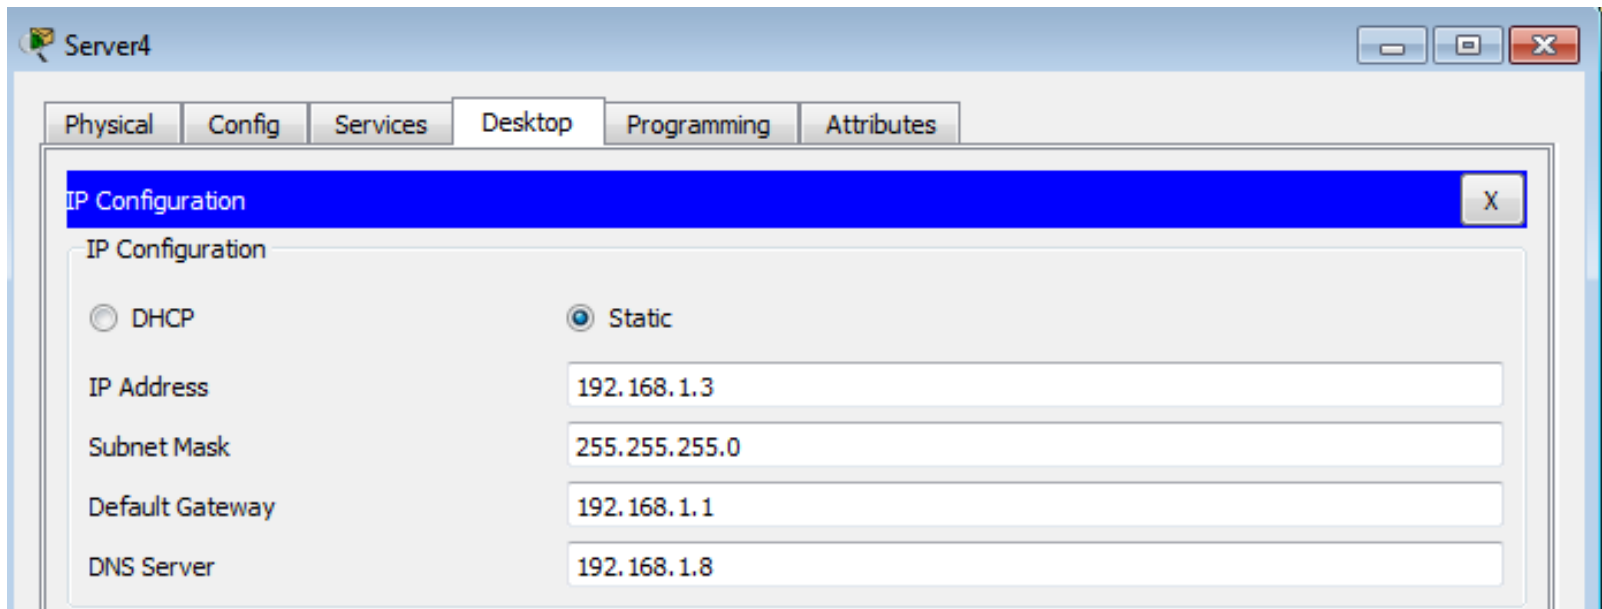 Server4
Physical Config Services Desktop Programming Attributes
IP Configuration X
IP Configuration
DHCP Static
IP Address 192.168.1.3
Subnet Mask 255.255.255.0
Default Gateway 192.168.1.1
DNS Server 192.168.1.8